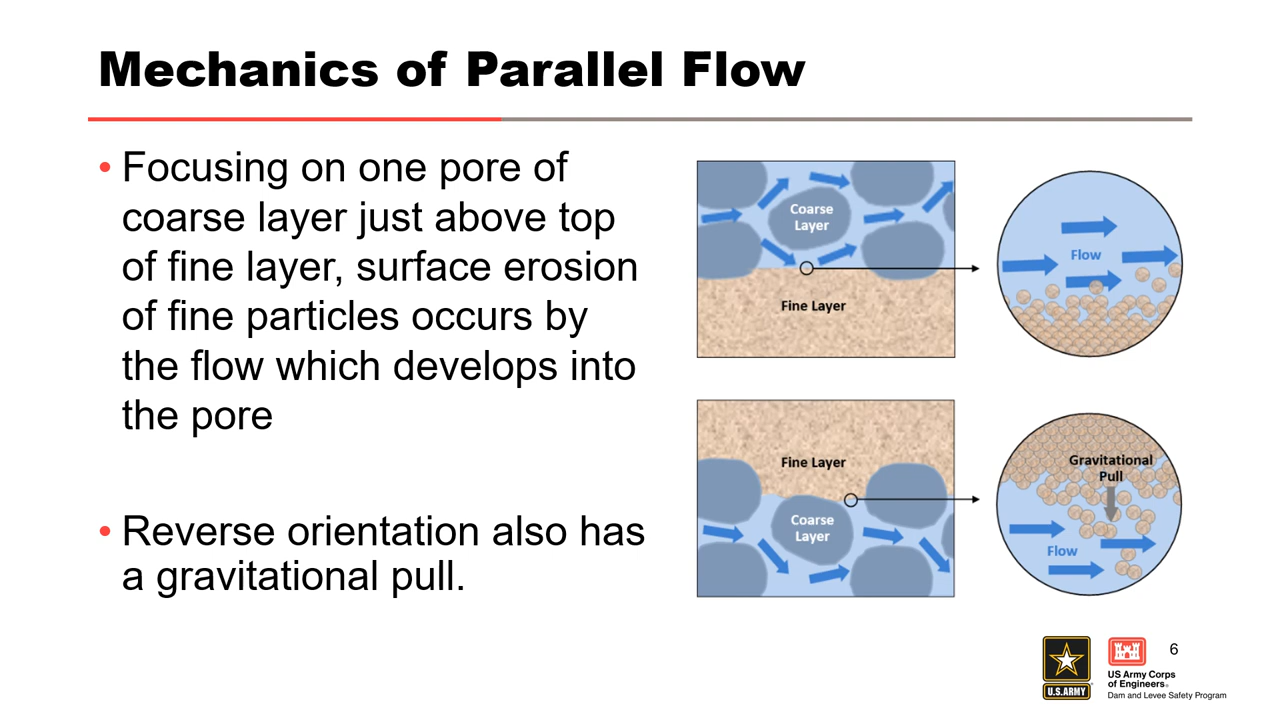 Mechanics of Parallel Flow
• Focusing on one pore of
coarse layer just above top
of fine layer, surface erosion
of fine particles occurs by
the flow which develops into
the pore
• Reverse orientation also has
a gravitational pull.
Coarse
Layer
Fine Layer
Flow
Fine Layer
Coarse
Layer
Gravitational
Pull
Flow
U.S.ARMY
US Army Corps
of Engineers®
Dam and Levee Safety Program
6